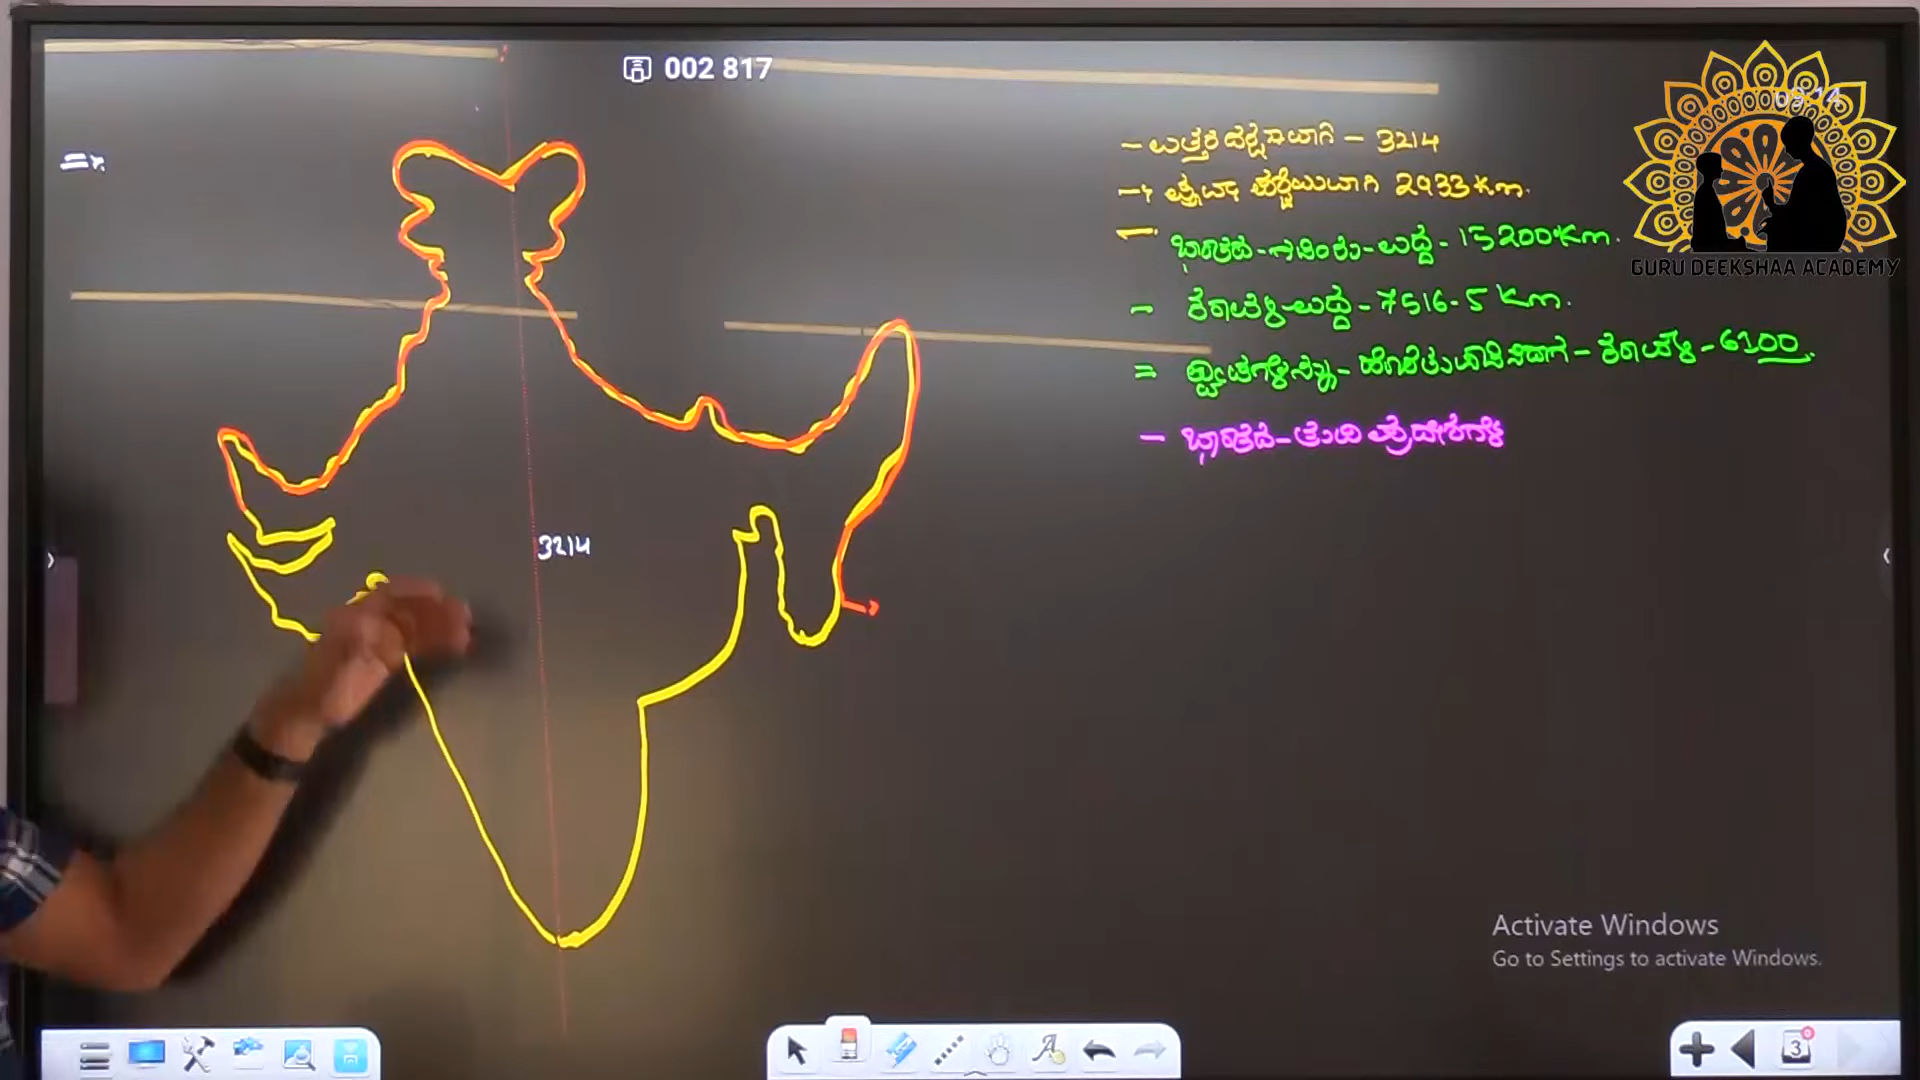 002 817
- ಉತ್ತರ ದಕ್ಷಿಣವಾಗಿ - 3214
- ಪೂರ್ವ ಪಶ್ಚಿಮವಾಗಿ 2933 Km.
- ಭಾರತದ - ಉದ್ದ - 15200 Km.
- ಕರಾವಳಿ - ಉದ್ದ - 7516.5 Km.
= ದ್ವೀಪಗಳನ್ನು - ಹೊರತುಪಡಿಸಿದಾಗ - ಕರಾವಳಿ - 6100.
- ಭಾರತದ - ತುದಿ ಪ್ರದೇಶಗಳು
3214
GURU DEEKSHAA ACADEMY
Activate Windows
Go to Settings to activate Windows.
3